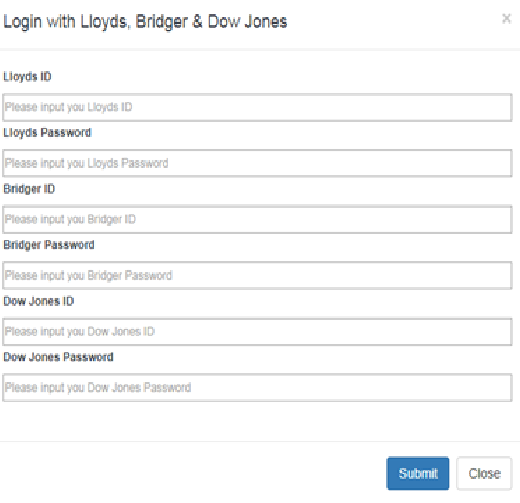 Login with Lloyds, Bridger & Dow Jones ×
Lloyds ID
Please input you Lloyds ID
Lloyds Password
Please input you Lloyds Password
Bridger ID
Please input you Bridger ID
Bridger Password
Please input you Bridger Password
Dow Jones ID
Please input you Dow Jones ID
Dow Jones Password
Please input you Dow Jones Password
Submit Close